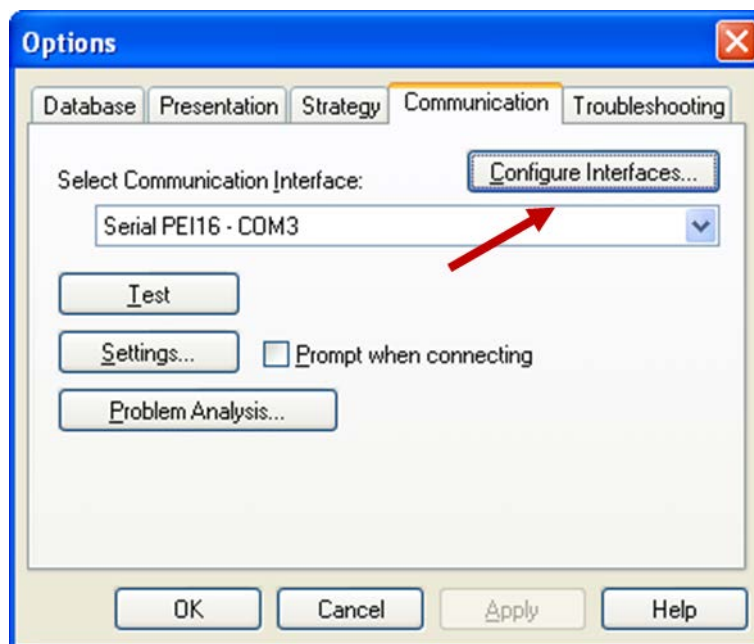 Options
Database Presentation Strategy Communication Troubleshooting
Select Communication Interface: Configure Interfaces...
Serial PEI16 - COM3
Test
Settings... Prompt when connecting
Problem Analysis...
OK Cancel Apply Help